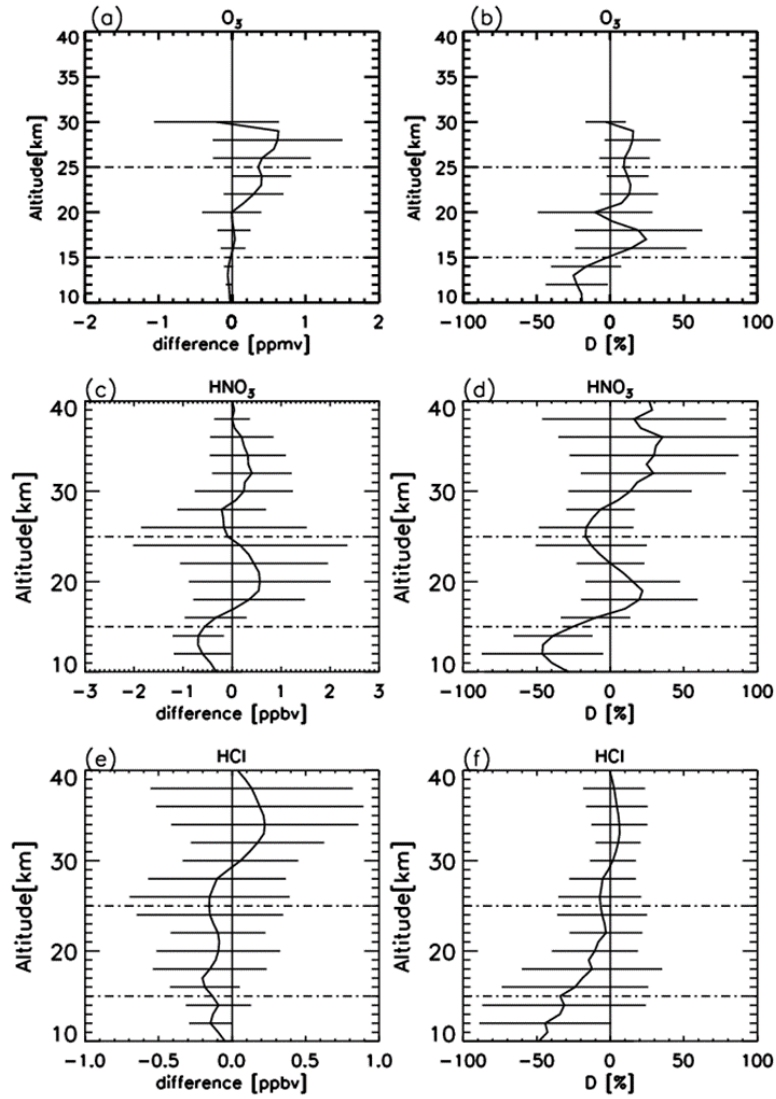 (a) O₃
(b) O₃
40
35
30
25
20
15
10
Altitude[km]
-2 -1 0 1 2
difference [ppmv]
40
35
30
25
20
15
10
Altitude[km]
-100 -50 0 50 100
D [%]
(c) HNO₃
(d) HNO₃
40
30
20
10
Altitude[km]
-3 -2 -1 0 1 2 3
difference [ppbv]
40
30
20
10
Altitude[km]
-100 -50 0 50 100
D [%]
(e) HCl
(f) HCl
40
30
20
10
Altitude[km]
-1.0 -0.5 0.0 0.5 1.0
difference [ppbv]
40
30
20
10
Altitude[km]
-100 -50 0 50 100
D [%]